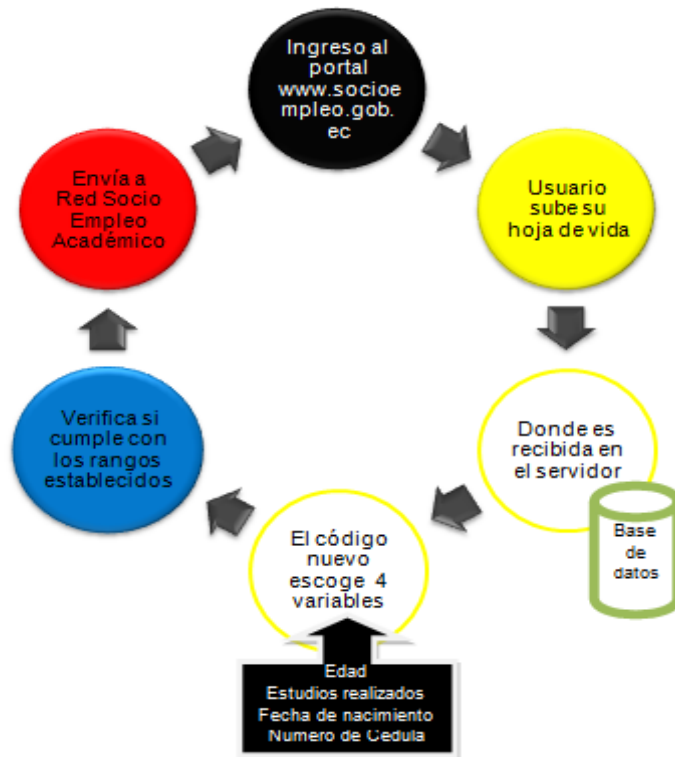 Ingreso al
portal
www.socioe
mpleo.gob.
ec
Usuario
sube su
hoja de vida
Donde es
recibida en
el servidor
Base
de
datos
El código
nuevo
escoge 4
variables
Edad
Estudios realizados
Fecha de nacimiento
Numero de Cedula
Verifica si
cumple con
los rangos
establecidos
Envía a
Red Socio
Empleo
Académico